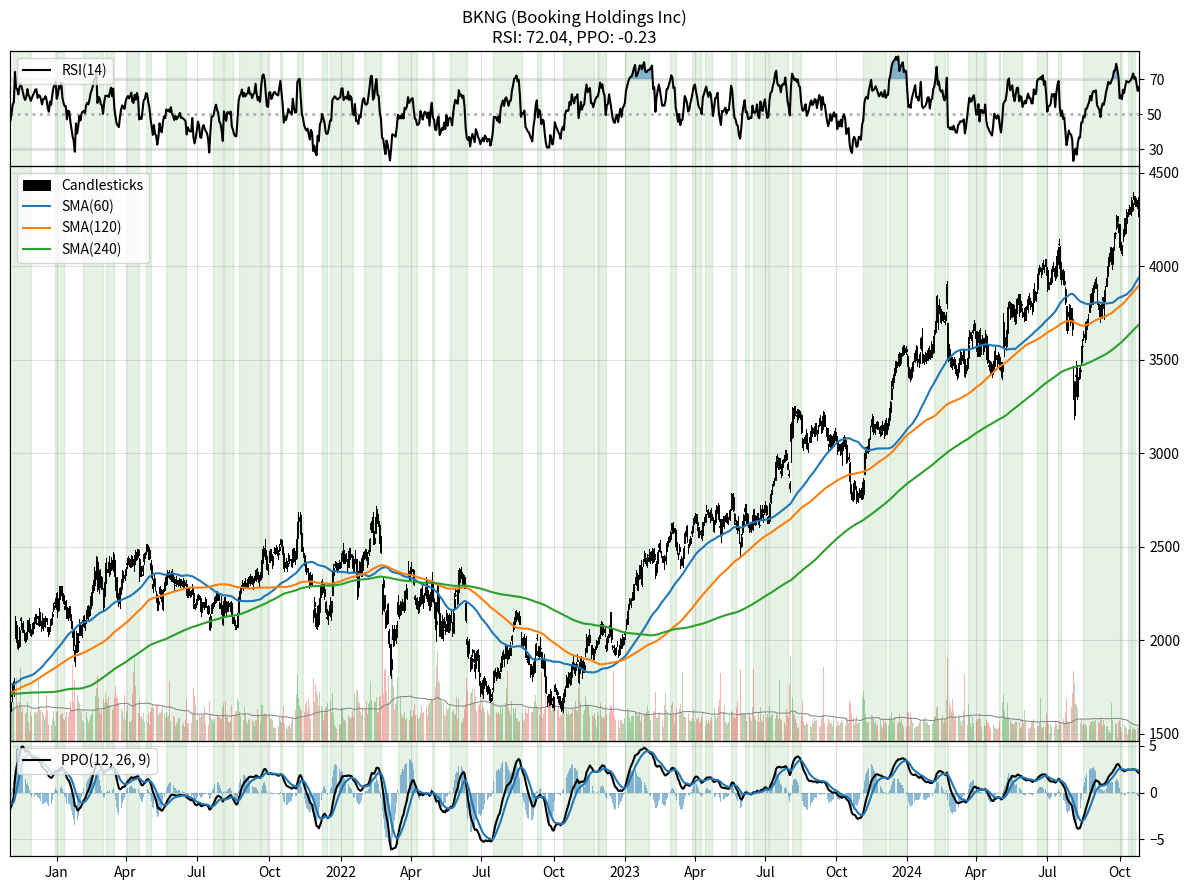 BKNG (Booking Holdings Inc)
RSI: 72.04, PPO: -0.23
RSI(14)
70
50
30
Candlesticks
SMA(60)
SMA(120)
SMA(240)
4500
4000
3500
3000
2500
2000
1500
PPO(12, 26, 9)
5
0
−5
Jan Apr Jul Oct 2022 Apr Jul Oct 2023 Apr Jul Oct 2024 Apr Jul Oct